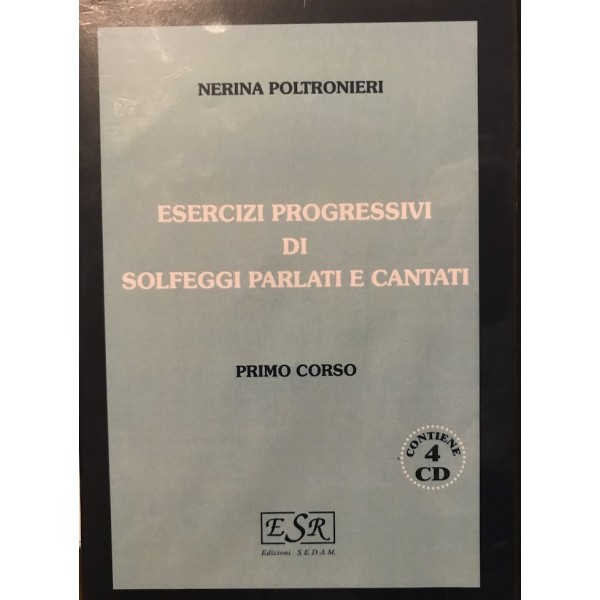 NERINA POLTRONIERI
ESERCIZI PROGRESSIVI
DI
SOLFEGGI PARLATI E CANTATI
PRIMO CORSO
CONTIENE
4
CD
ESR
Edizioni S.E.D.A.M.